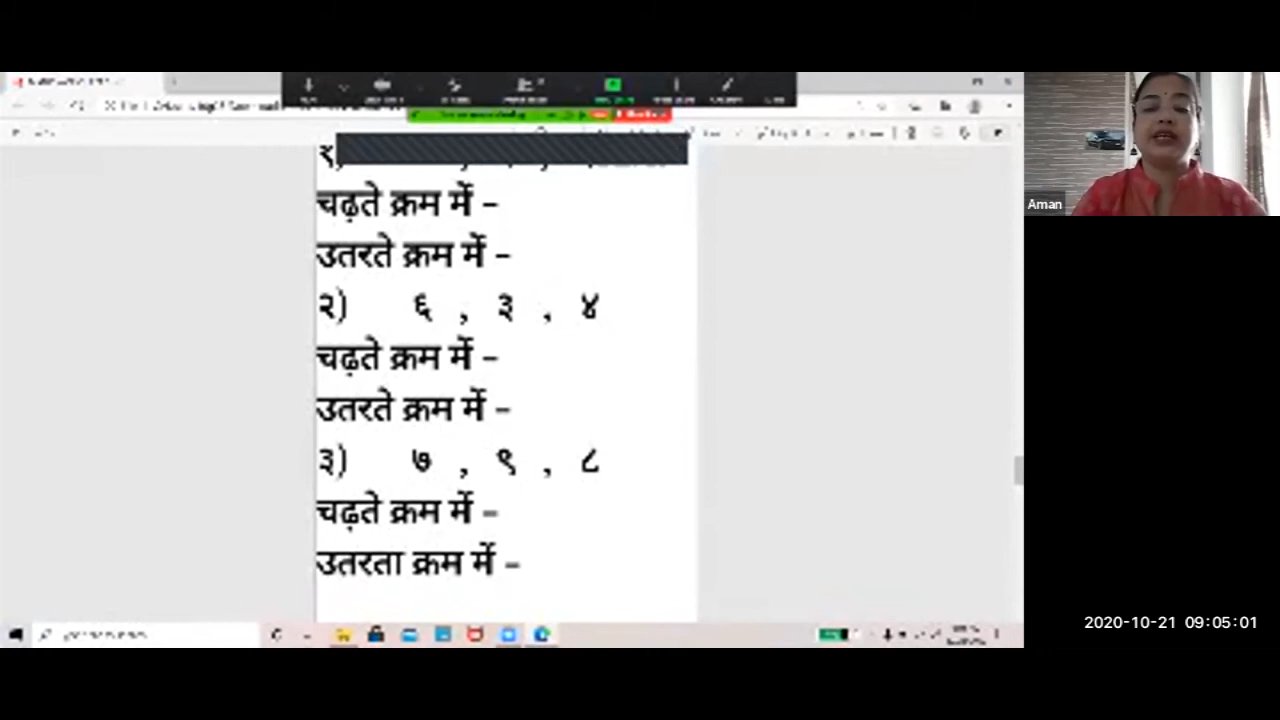 १)
चढ़ते क्रम में –
उतरते क्रम में –
२) ६ , ३ , ४
चढ़ते क्रम में –
उतरते क्रम में –
३) ७ , ९ , ८
चढ़ते क्रम में –
उतरता क्रम में –
Aman
2020-10-21 09:05:01